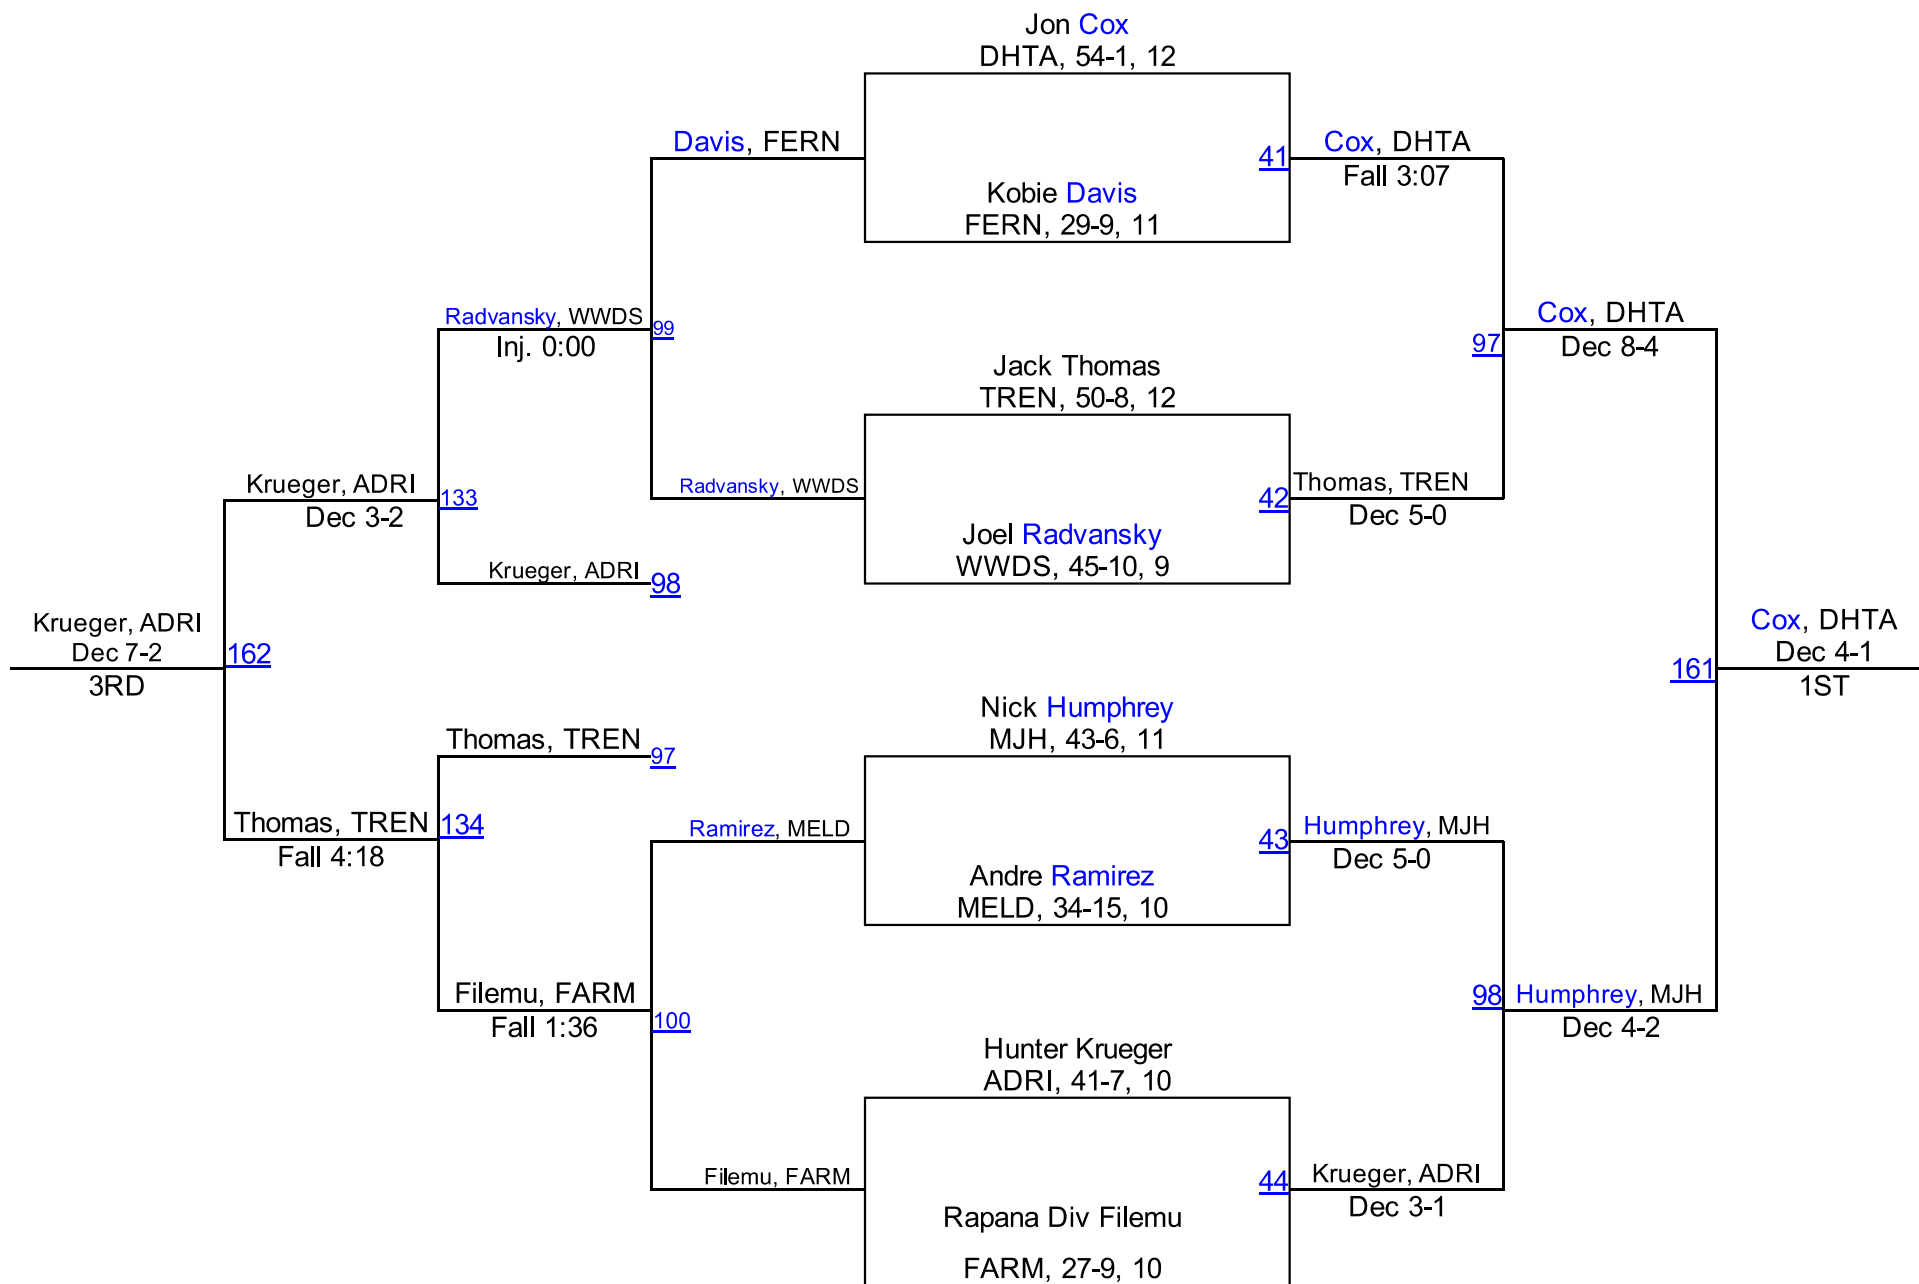 Jon Cox
DHTA, 54-1, 12
Davis, FERN
41
Cox, DHTA
Fall 3:07
Kobie Davis
FERN, 29-9, 11
Radvansky, WWDS
Inj. 0:00
99
Cox, DHTA
Dec 8-4
97
Jack Thomas
TREN, 50-8, 12
Krueger, ADRI
Dec 3-2
133
Radvansky, WWDS
42
Thomas, TREN
Dec 5-0
Joel Radvansky
WWDS, 45-10, 9
Krueger, ADRI
98
Krueger, ADRI
Dec 7-2
3RD
162
161
Cox, DHTA
Dec 4-1
1ST
Nick Humphrey
MJH, 43-6, 11
Thomas, TREN
97
Thomas, TREN
Fall 4:18
134
Ramirez, MELD
43
Humphrey, MJH
Dec 5-0
Andre Ramirez
MELD, 34-15, 10
Filemu, FARM
Fall 1:36
100
98
Humphrey, MJH
Dec 4-2
Hunter Krueger
ADRI, 41-7, 10
Filemu, FARM
44
Krueger, ADRI
Dec 3-1
Rapana Div Filemu
FARM, 27-9, 10